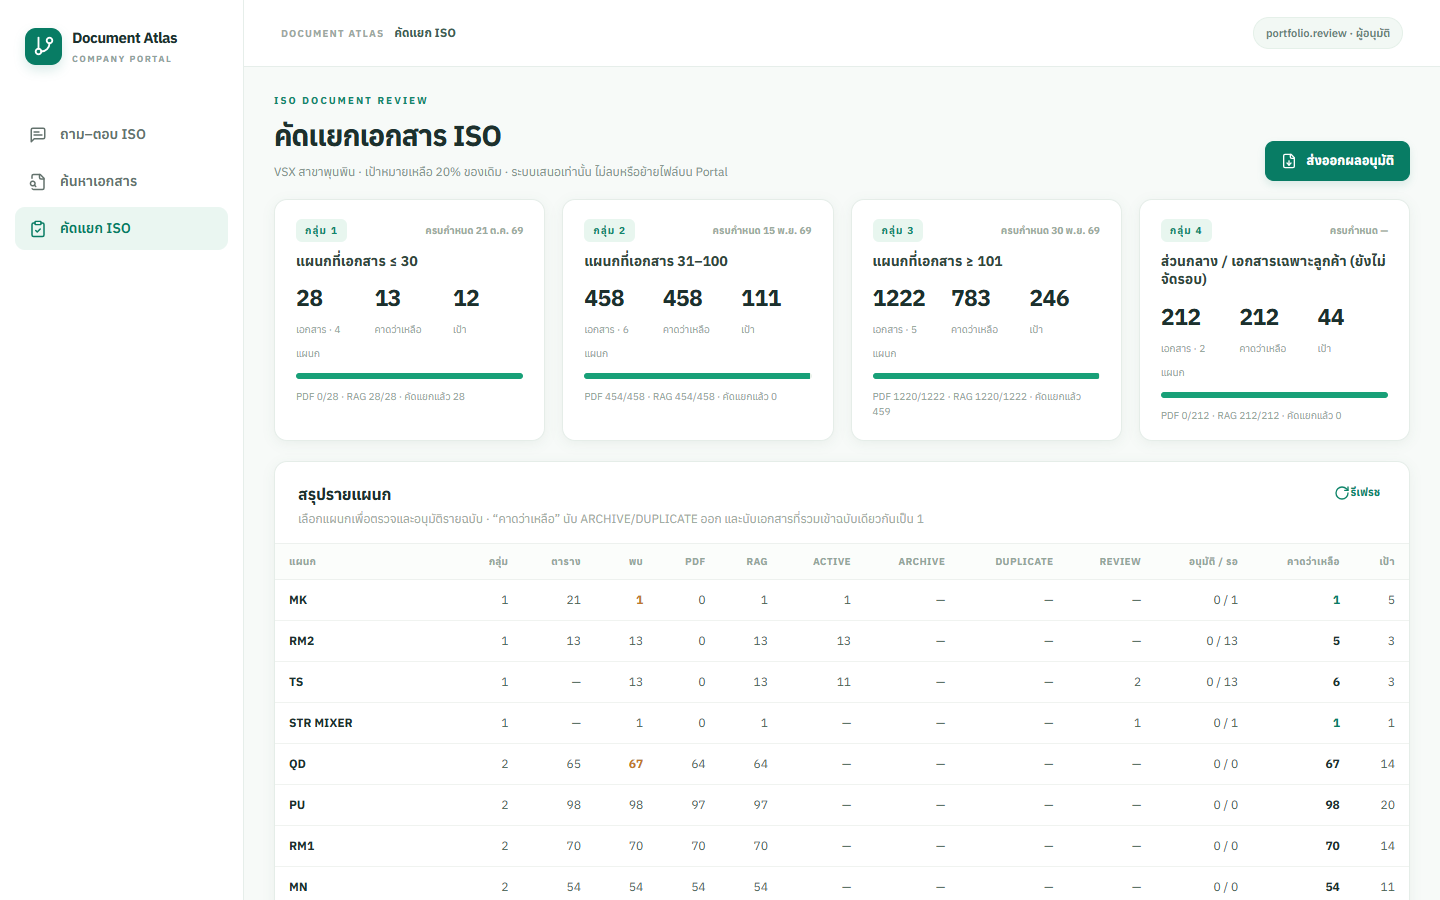 Document Atlas
COMPANY PORTAL
ถาม–ตอบ ISO
ค้นหาเอกสาร
คัดแยก ISO
DOCUMENT ATLAS คัดแยก ISO
portfolio.review · ผู้อนุมัติ
ISO DOCUMENT REVIEW
คัดแยกเอกสาร ISO
VSX สาขาพุนพิน · เป้าหมายเหลือ 20% ของเดิม · ระบบเสนอเท่านั้น ไม่ลบหรือย้ายไฟล์บน Portal
ส่งออกผลอนุมัติ
กลุ่ม 1 ครบกำหนด 21 ต.ค. 69
แผนกที่เอกสาร ≤ 30
28 13 12
เอกสาร · 4 คาดว่าเหลือ เป้า
แผนก
PDF 0/28 · RAG 28/28 · คัดแยกแล้ว 28
กลุ่ม 2 ครบกำหนด 15 พ.ย. 69
แผนกที่เอกสาร 31–100
458 458 111
เอกสาร · 6 คาดว่าเหลือ เป้า
แผนก
PDF 454/458 · RAG 454/458 · คัดแยกแล้ว 0
กลุ่ม 3 ครบกำหนด 30 พ.ย. 69
แผนกที่เอกสาร ≥ 101
1222 783 246
เอกสาร · 5 คาดว่าเหลือ เป้า
แผนก
PDF 1220/1222 · RAG 1220/1222 · คัดแยกแล้ว
459
กลุ่ม 4 ครบกำหนด —
ส่วนกลาง / เอกสารเฉพาะลูกค้า (ยังไม่
จัดรอบ)
212 212 44
เอกสาร · 2 คาดว่าเหลือ เป้า
แผนก
PDF 0/212 · RAG 212/212 · คัดแยกแล้ว 0
สรุปรายแผนก
รีเฟรช
เลือกแผนกเพื่อตรวจและอนุมัติรายฉบับ · “คาดว่าเหลือ” นับ ARCHIVE/DUPLICATE ออก และนับเอกสารที่รวมเข้าฉบับเดียวกันเป็น 1
แผนก กลุ่ม ตาราง พบ PDF RAG ACTIVE ARCHIVE DUPLICATE REVIEW อนุมัติ / รอ คาดว่าเหลือ เป้า
MK 1 21 1 0 1 1 — — — 0 / 1 1 5
RM2 1 13 13 0 13 13 — — — 0 / 13 5 3
TS 1 — 13 0 13 11 — — 2 0 / 13 6 3
STR MIXER 1 — 1 0 1 — — — 1 0 / 1 1 1
QD 2 65 67 64 64 — — — — 0 / 0 67 14
PU 2 98 98 97 97 — — — — 0 / 0 98 20
RM1 2 70 70 70 70 — — — — 0 / 0 70 14
MN 2 54 54 54 54 — — — — 0 / 0 54 11